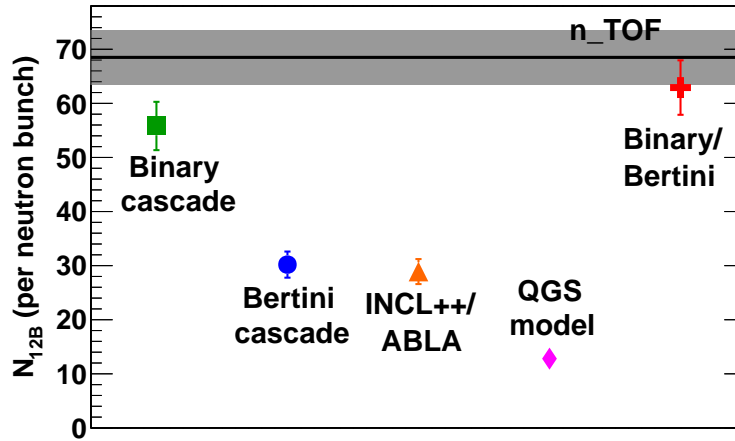 N12B (per neutron bunch)
70
60
50
40
30
20
10
0
n_TOF
Binary
cascade
Bertini
cascade
INCL++/
ABLA
QGS
model
Binary/
Bertini